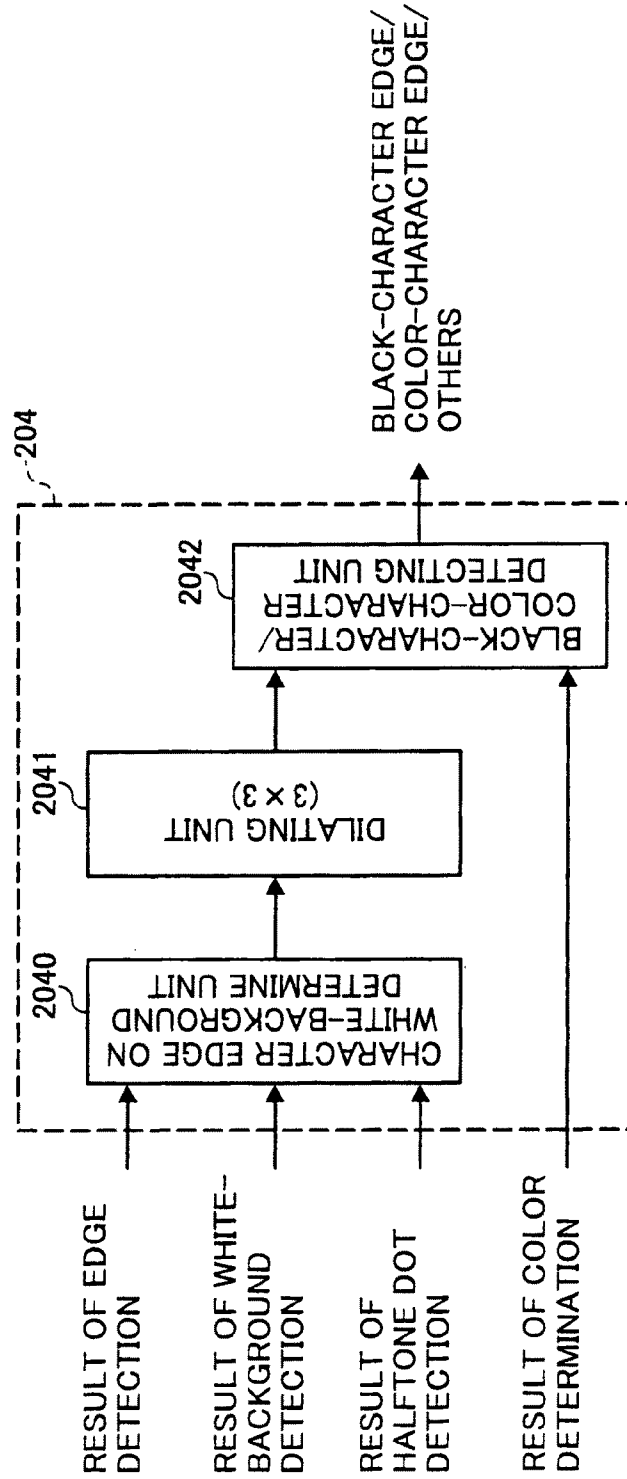 204
RESULT OF EDGE
DETECTION
RESULT OF WHITE-
BACKGROUND
DETECTION
RESULT OF
HALFTONE DOT
DETECTION
RESULT OF COLOR
DETERMINATION
2040
CHARACTER EDGE ON
WHITE-BACKGROUND
DETERMINE UNIT
2041
DILATING UNIT
(3 × 3)
2042
BLACK-CHARACTER/
COLOR-CHARACTER
DETECTING UNIT
BLACK-CHARACTER EDGE/
COLOR-CHARACTER EDGE/
OTHERS